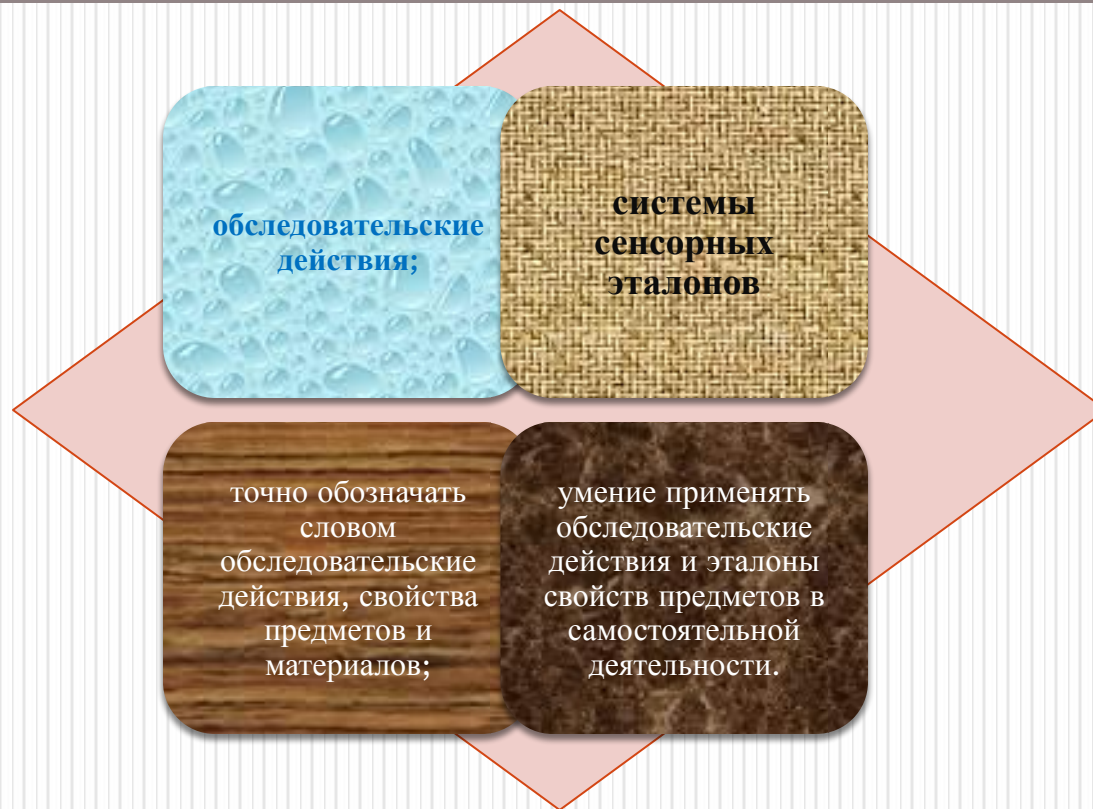 обследовательские
действия;
системы
сенсорных
эталонов
точно обозначать
словом
обследовательские
действия, свойства
предметов и
материалов;
умение применять
обследовательские
действия и эталоны
свойств предметов в
самостоятельной
деятельности.